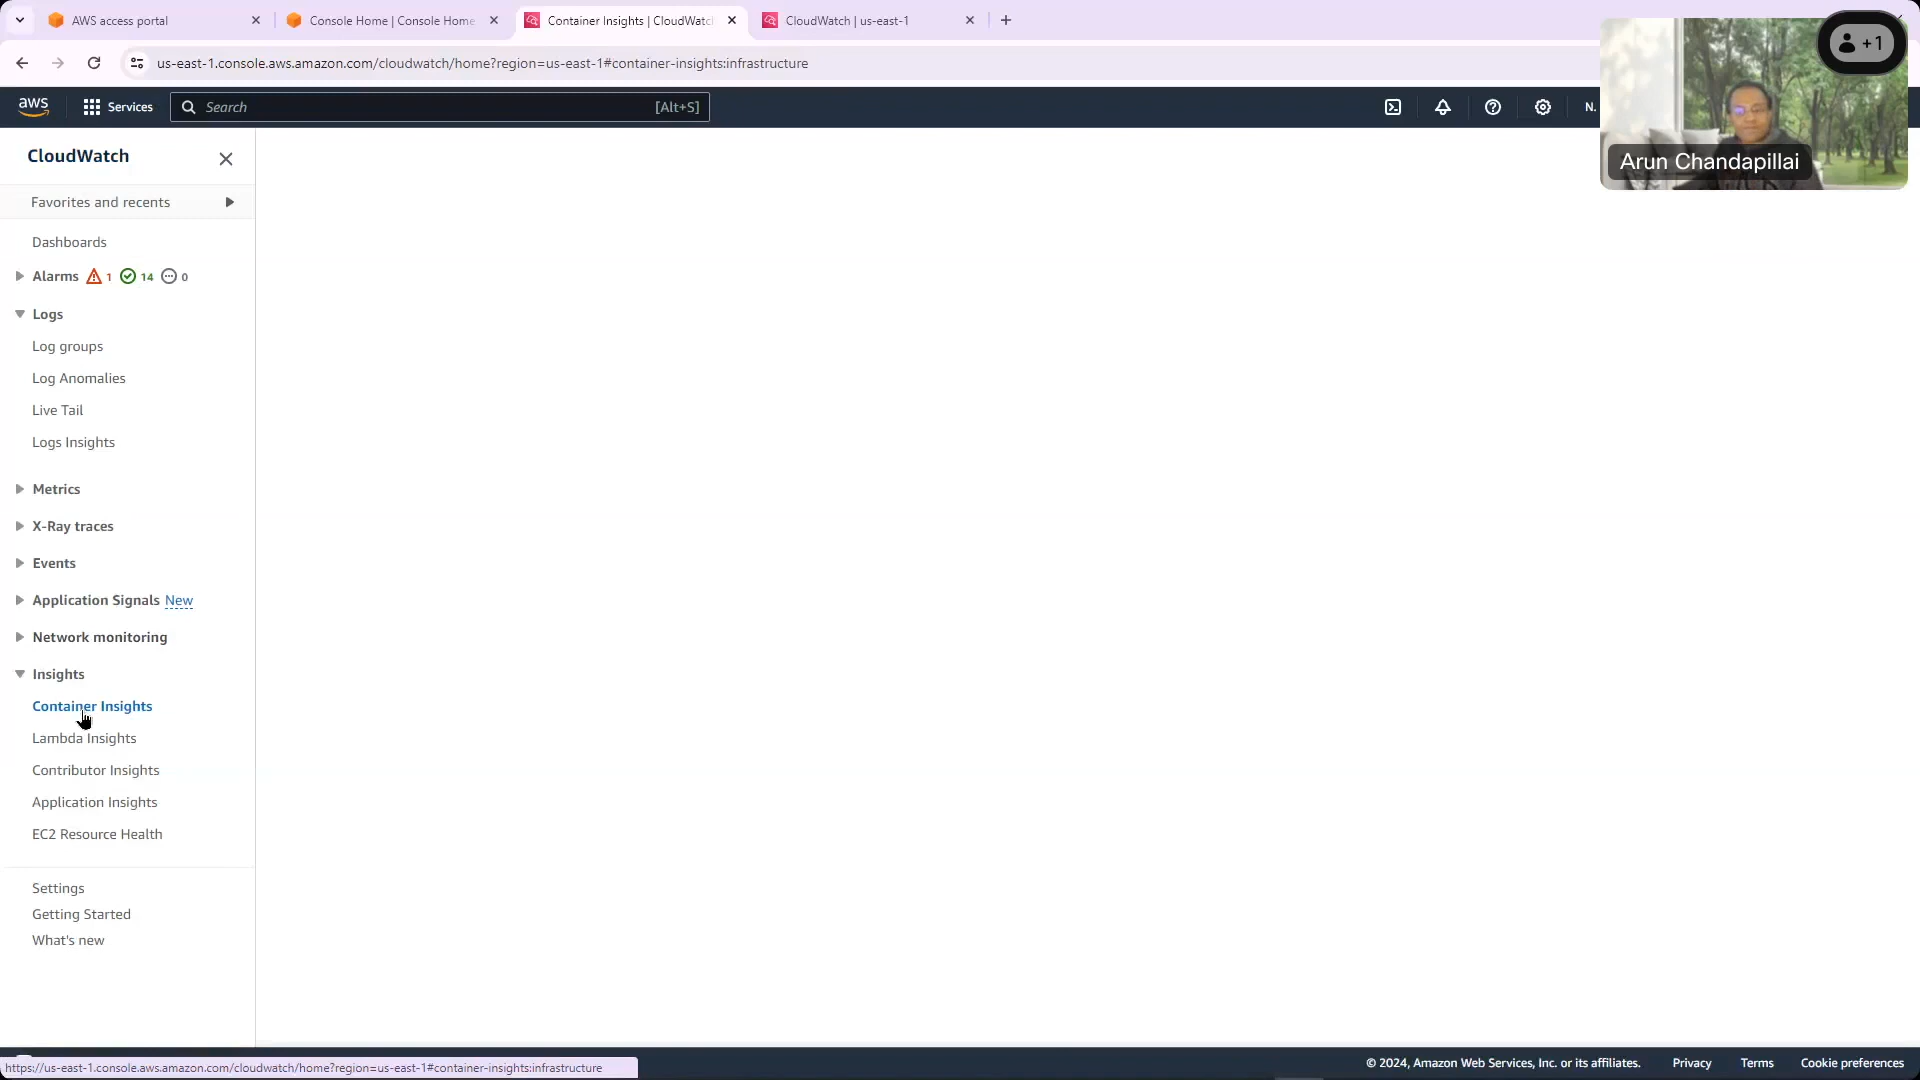 AWS access portal
Console Home | Console Home
Container Insights | CloudWatc
CloudWatch | us-east-1
us-east-1.console.aws.amazon.com/cloudwatch/home?region=us-east-1#container-insights:infrastructure
+1
aws
Services
Search
[Alt+S]
N.
Arun Chandapillai
CloudWatch
Favorites and recents
Dashboards
Alarms 1 14 0
Logs
Log groups
Log Anomalies
Live Tail
Logs Insights
Metrics
X-Ray traces
Events
Application Signals New
Network monitoring
Insights
Container Insights
Lambda Insights
Contributor Insights
Application Insights
EC2 Resource Health
Settings
Getting Started
What's new
https://us-east-1.console.aws.amazon.com/cloudwatch/home?region=us-east-1#container-insights:infrastructure
© 2024, Amazon Web Services, Inc. or its affiliates.
Privacy
Terms
Cookie preferences